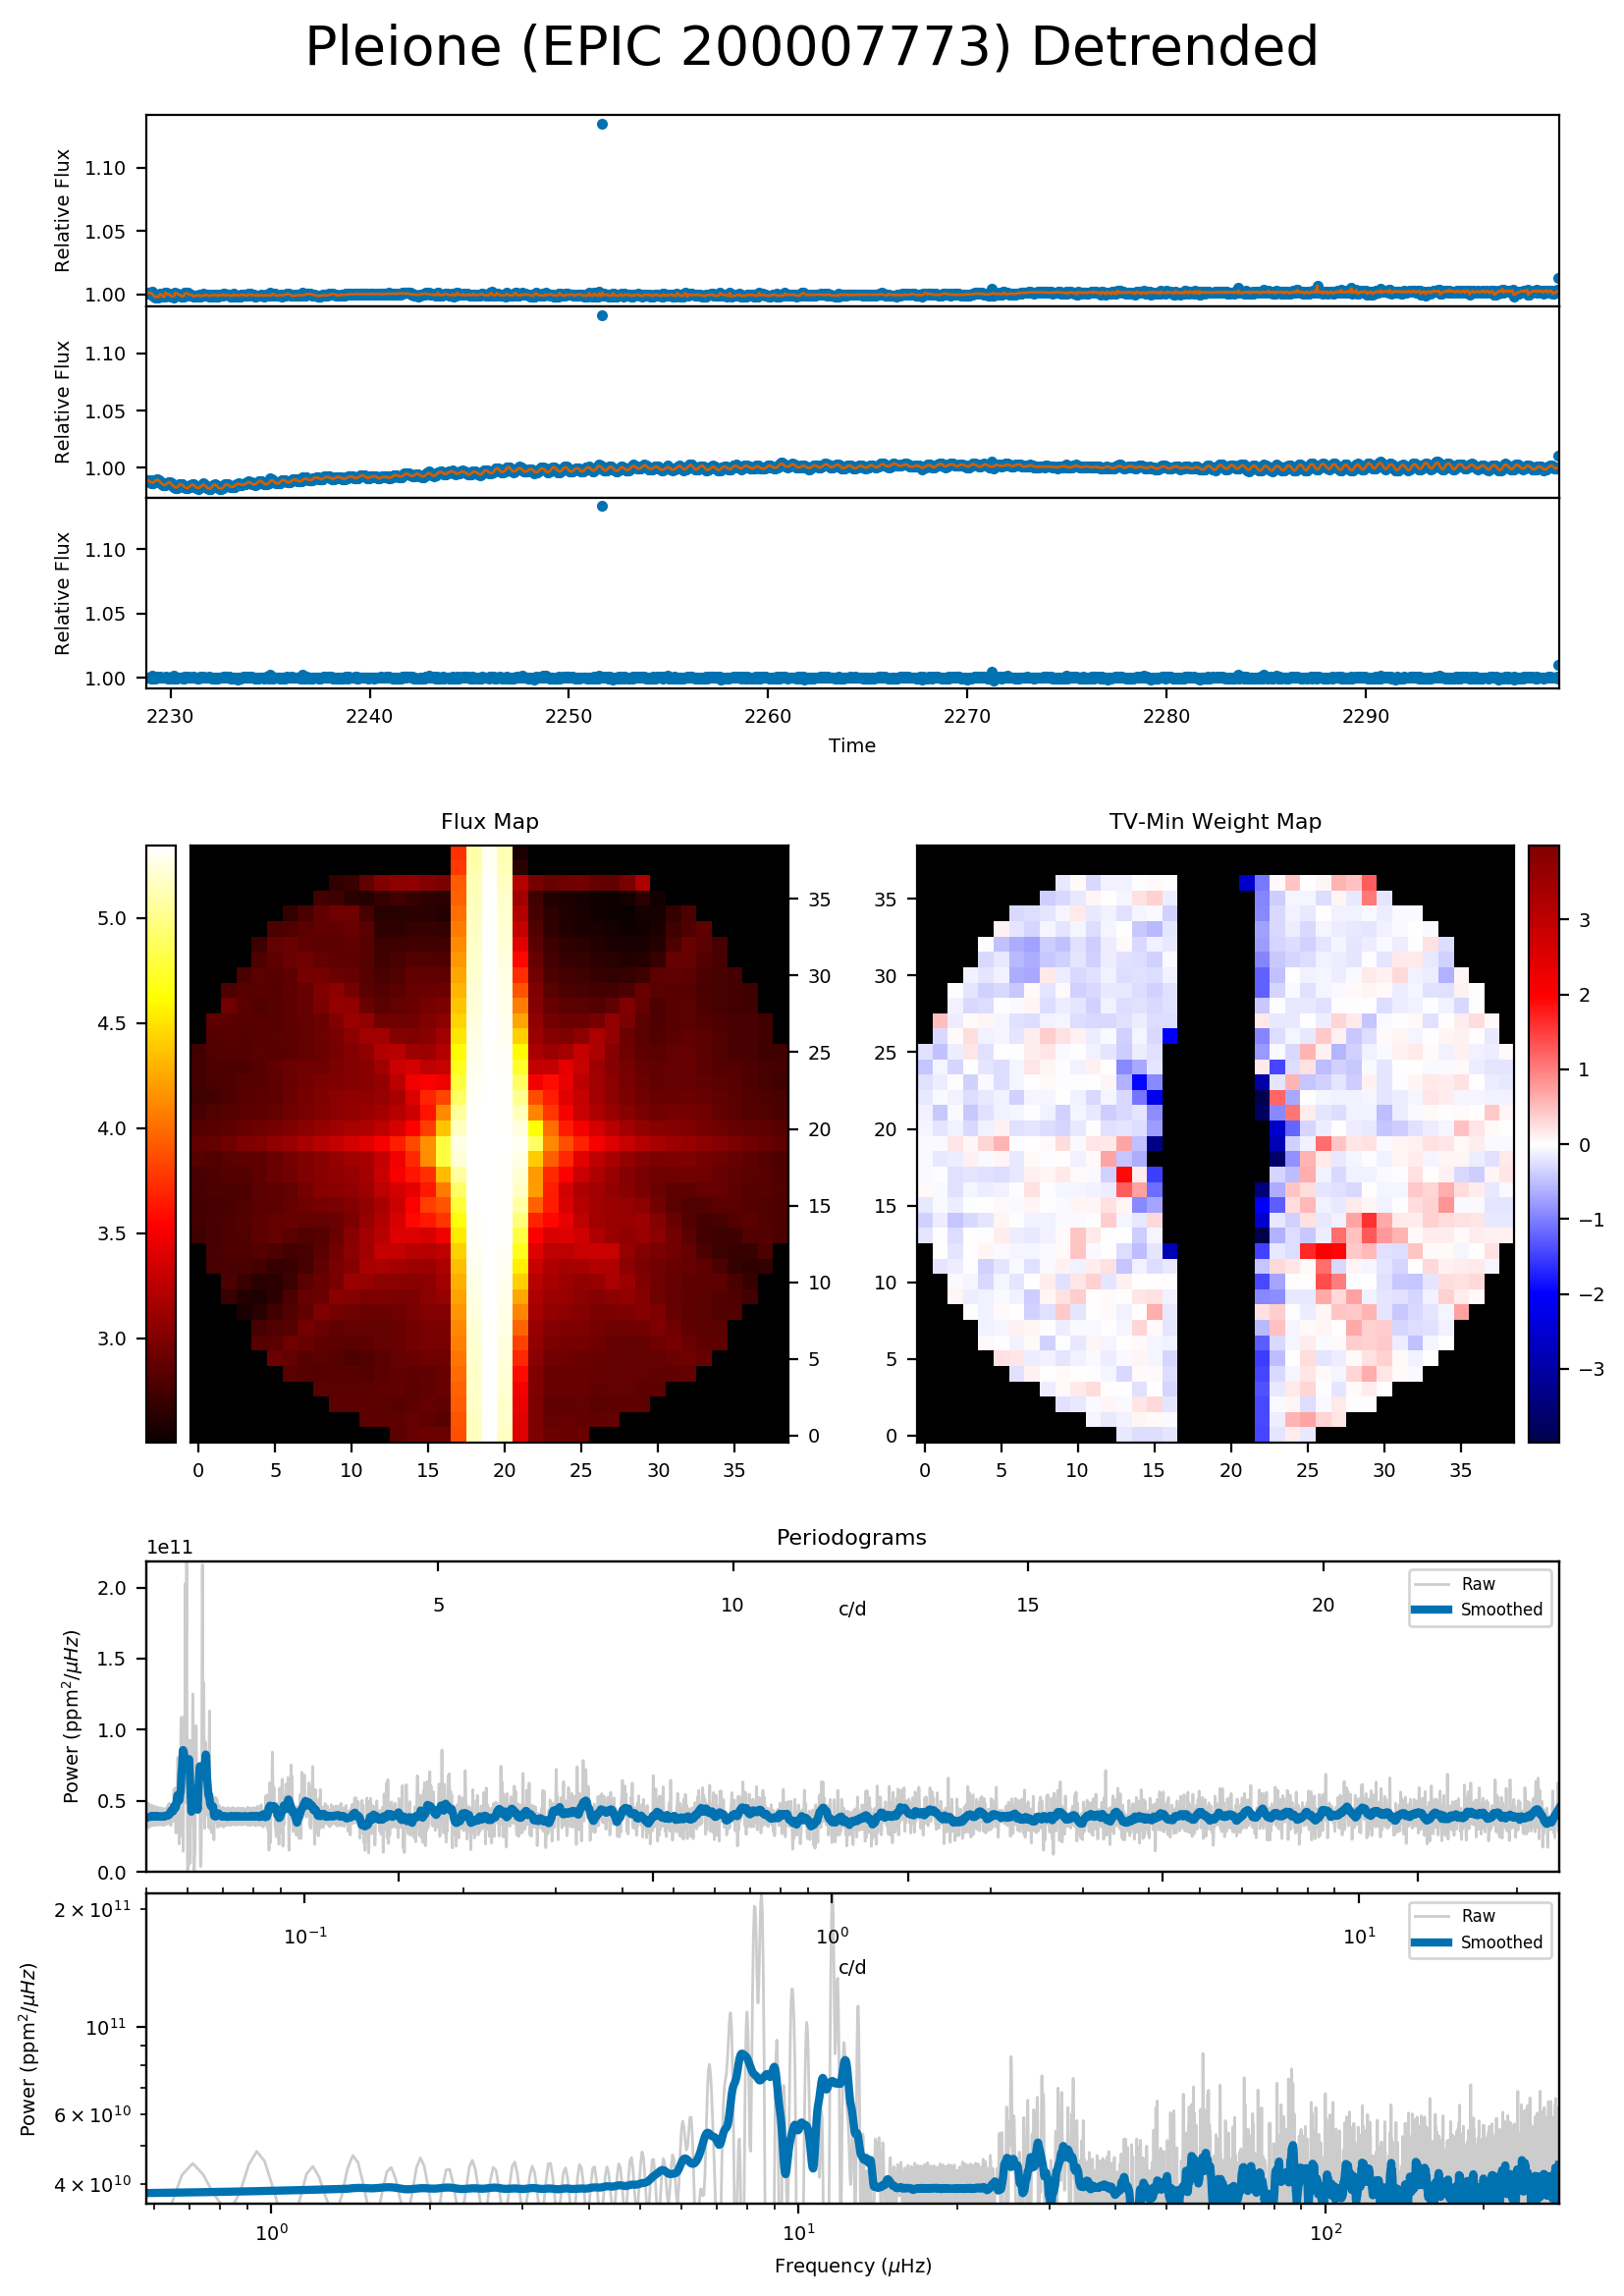 Pleione (EPIC 200007773) Detrended
Relative Flux
1.10
1.05
1.00
Relative Flux
1.10
1.05
1.00
Relative Flux
1.10
1.05
1.00
2230 2240 2250 2260 2270 2280 2290
Time
Flux Map
5.0
4.5
4.0
3.5
3.0
35
30
25
20
15
10
5
0
0 5 10 15 20 25 30 35
TV-Min Weight Map
35
30
25
20
15
10
5
0
0 5 10 15 20 25 30 35
3
2
1
0
−1
−2
−3
Periodograms
1e11
Power (ppm²/μHz)
2.0
1.5
1.0
0.5
0.0
5 10 15 20
c/d
Raw
Smoothed
Power (ppm²/μHz)
2 × 10¹¹
10¹¹
6 × 10¹⁰
4 × 10¹⁰
10⁻¹ 10⁰ 10¹
c/d
Raw
Smoothed
10⁰ 10¹ 10²
Frequency (μHz)